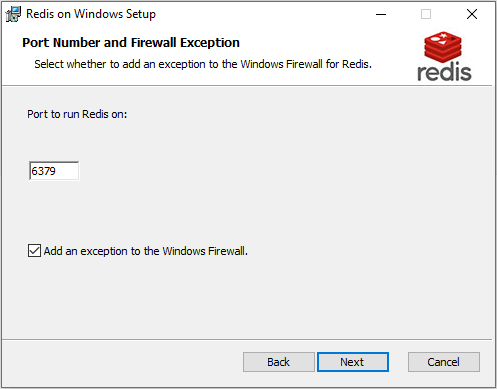 Redis on Windows Setup
Port Number and Firewall Exception
Select whether to add an exception to the Windows Firewall for Redis.
redis
Port to run Redis on:
6379
Add an exception to the Windows Firewall.
Back Next Cancel